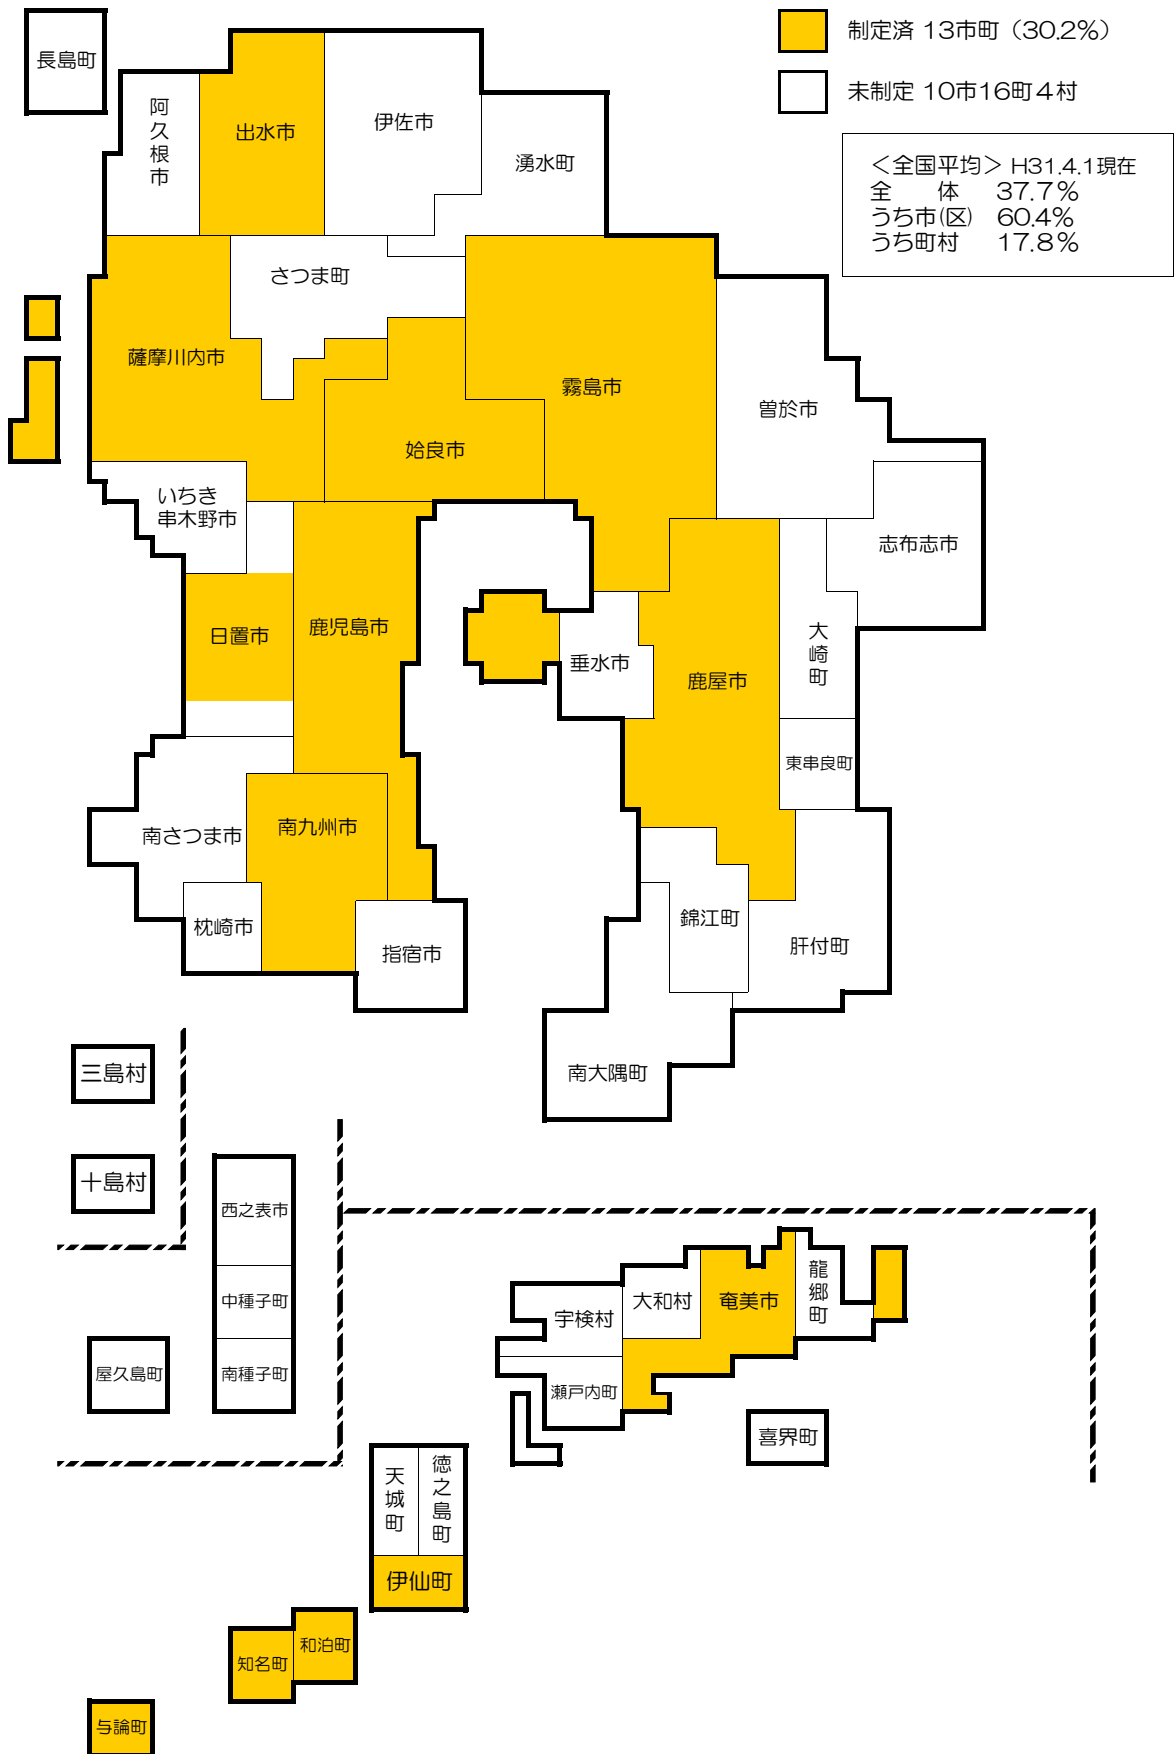 制定済 13市町（30.2%）
未制定 10市16町４村
＜全国平均＞ H31.4.1現在
全　　体　37.7%
うち市(区)　60.4%
うち町村　17.8%
長島町
阿久根市
出水市
伊佐市
湧水町
さつま町
薩摩川内市
霧島市
曽於市
姶良市
いちき
串木野市
志布志市
日置市
鹿児島市
垂水市
鹿屋市
大崎町
東串良町
南さつま市
南九州市
枕崎市
指宿市
錦江町
肝付町
南大隅町
三島村
十島村
西之表市
中種子町
南種子町
屋久島町
宇検村
大和村
奄美市
龍郷町
瀬戸内町
喜界町
天城町
徳之島町
伊仙町
和泊町
知名町
与論町